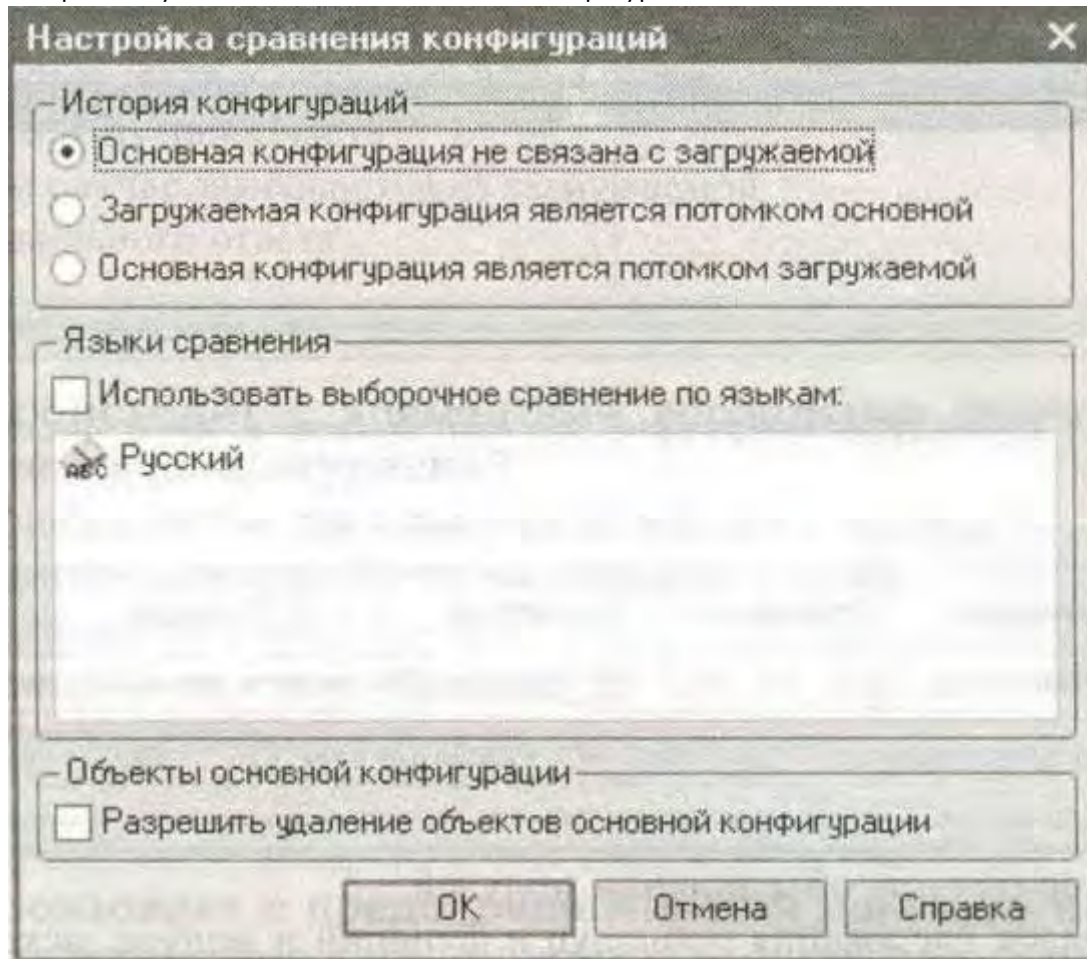 Настройка сравнения конфигураций
История конфигураций
Основная конфигурация не связана с загружаемой
Загружаемая конфигурация является потомком основной
Основная конфигурация является потомком загружаемой
Языки сравнения
Использовать выборочное сравнение по языкам:
ABC Русский
Объекты основной конфигурации
Разрешить удаление объектов основной конфигурации
OK Отмена Справка